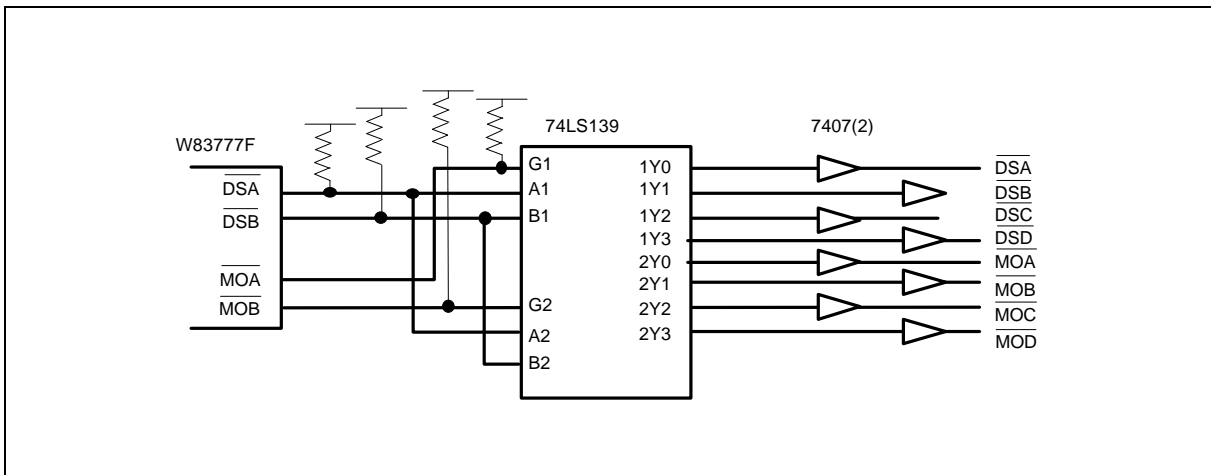 74LS139
7407(2)
W83777F
DSA
DSB
MOA
MOB
G1
A1
B1
G2
A2
B2
1Y0
1Y1
1Y2
1Y3
2Y0
2Y1
2Y2
2Y3
DSA
DSB
DSC
DSD
MOA
MOB
MOC
MOD